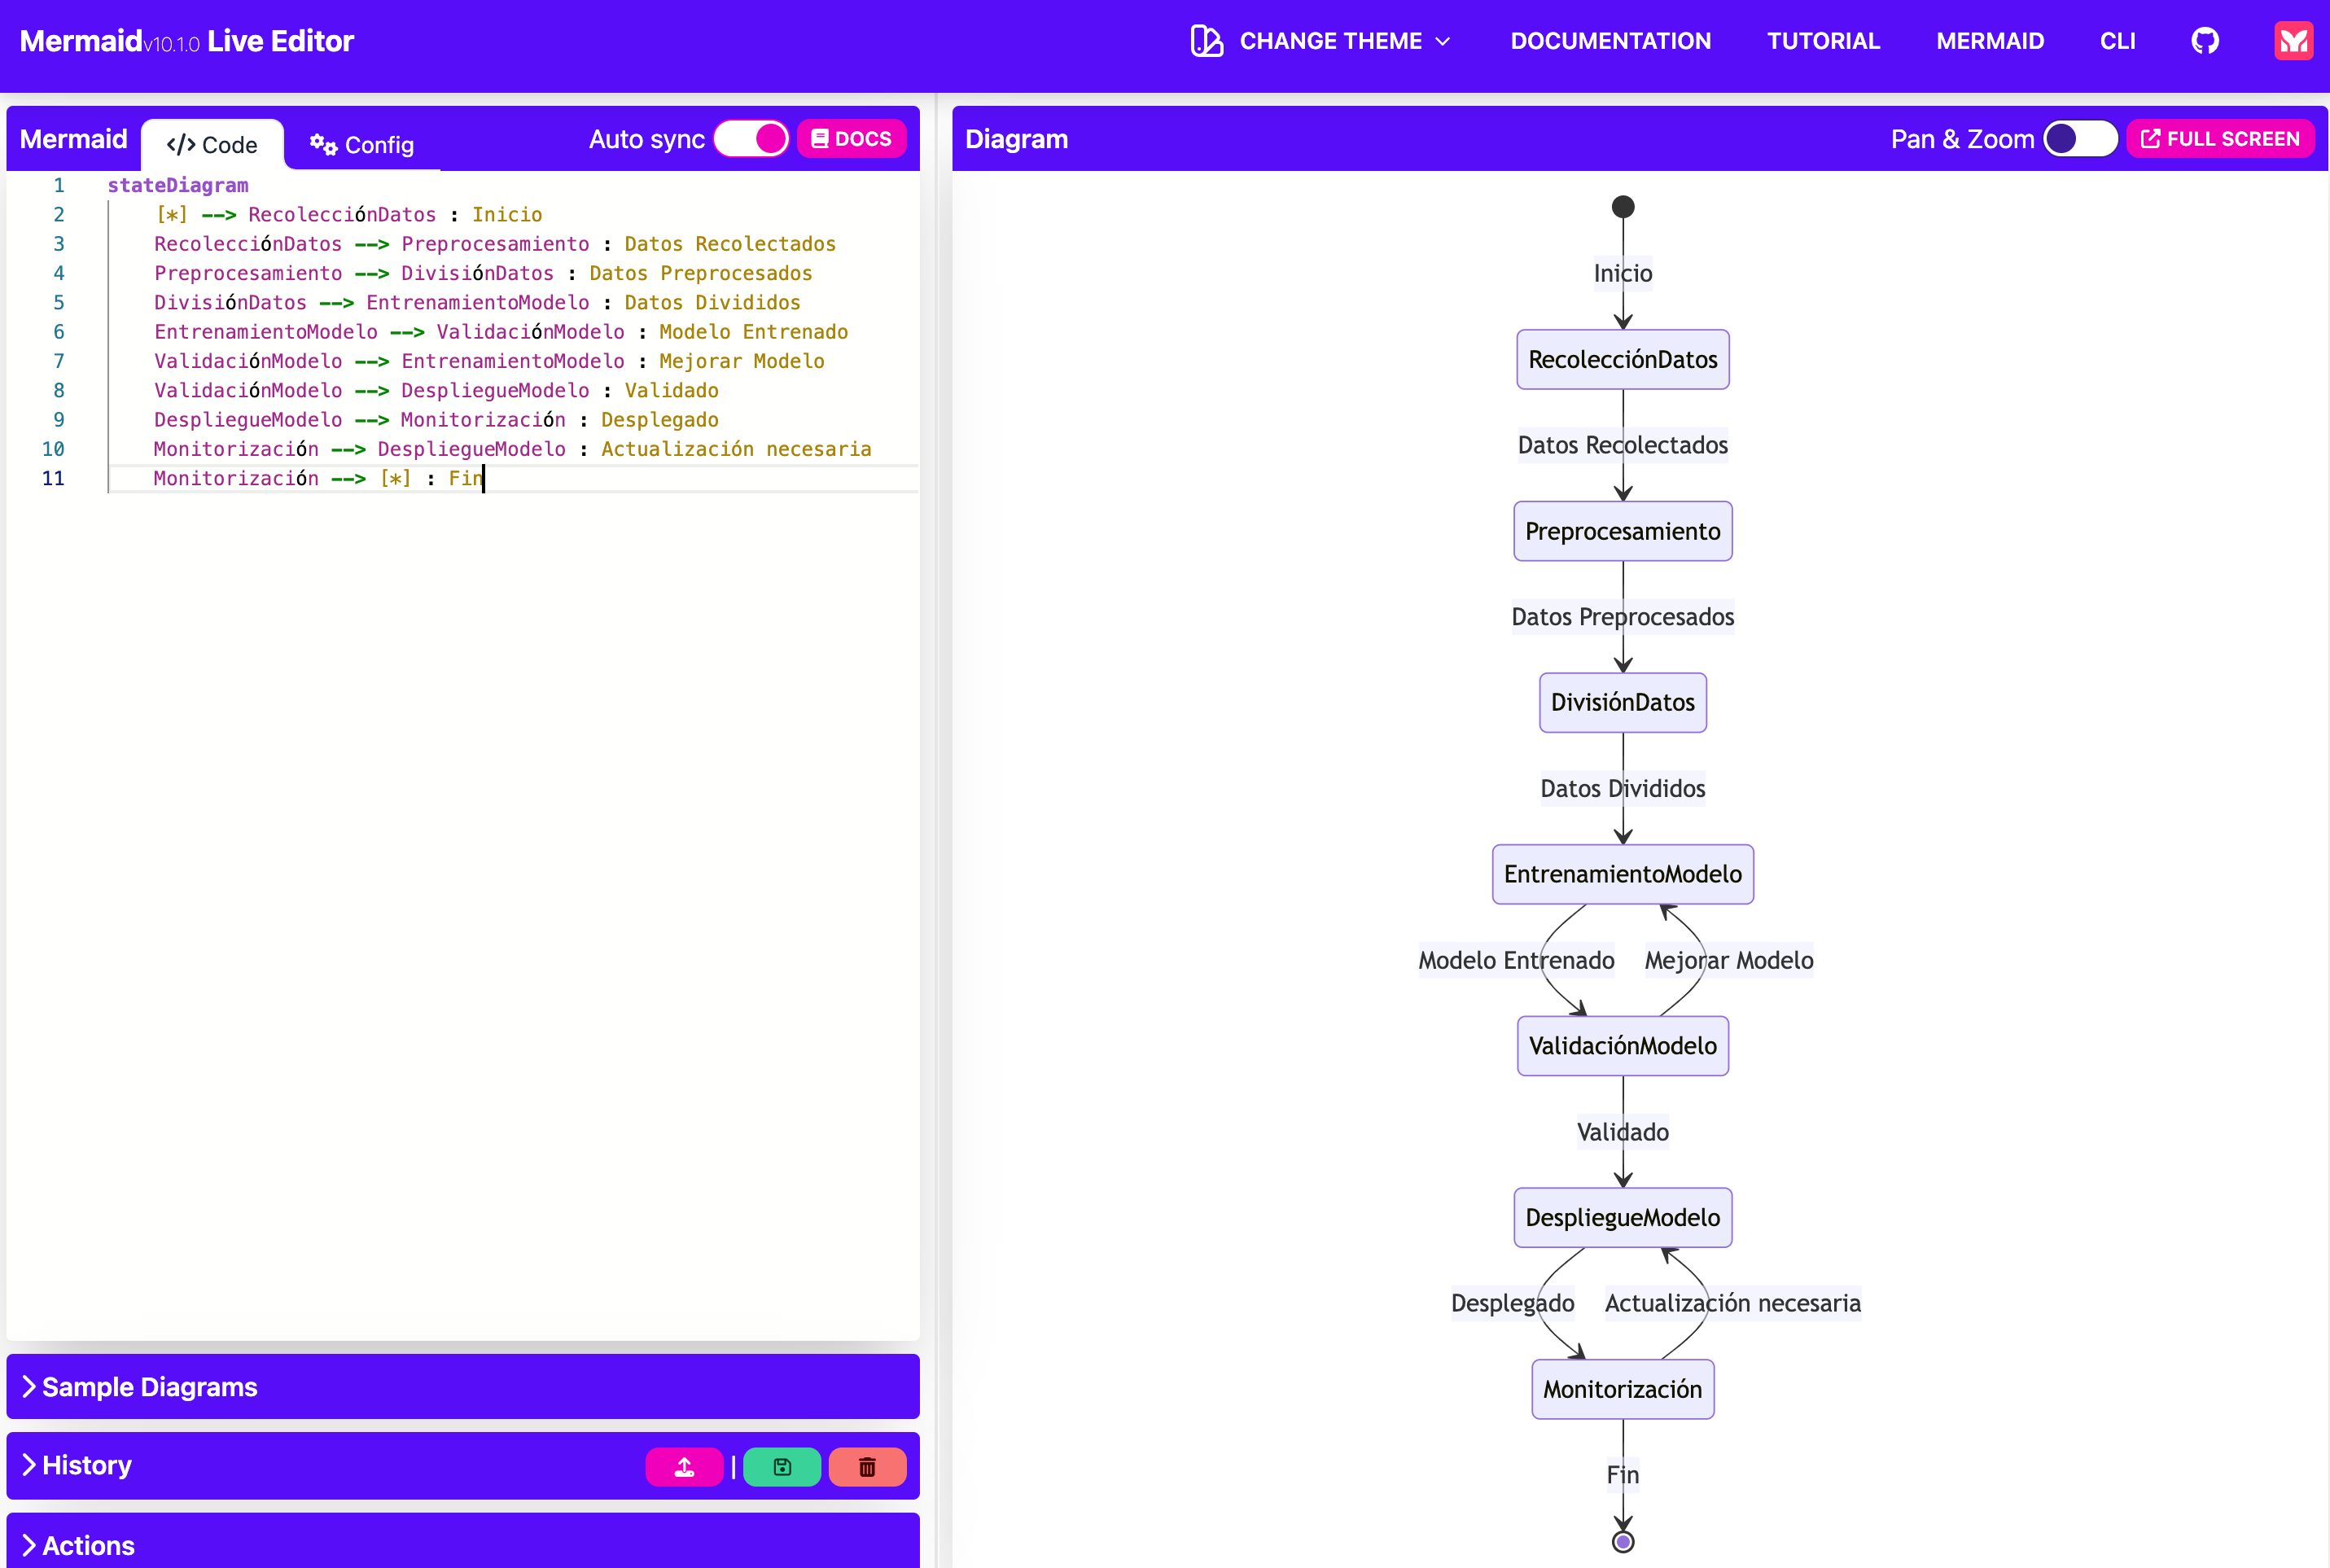 Mermaidv10.1.0 Live Editor
CHANGE THEME
DOCUMENTATION
TUTORIAL
MERMAID
CLI
Mermaid
</> Code
Config
Auto sync
DOCS
1 stateDiagram
2 [*] --> RecolecciónDatos : Inicio
3 RecolecciónDatos --> Preprocesamiento : Datos Recolectados
4 Preprocesamiento --> DivisiónDatos : Datos Preprocesados
5 DivisiónDatos --> EntrenamientoModelo : Datos Divididos
6 EntrenamientoModelo --> ValidaciónModelo : Modelo Entrenado
7 ValidaciónModelo --> EntrenamientoModelo : Mejorar Modelo
8 ValidaciónModelo --> DespliegueModelo : Validado
9 DespliegueModelo --> Monitorización : Desplegado
10 Monitorización --> DespliegueModelo : Actualización necesaria
11 Monitorización --> [*] : Fin
Sample Diagrams
History
Actions
Diagram
Pan & Zoom
FULL SCREEN
Inicio
RecolecciónDatos
Datos Recolectados
Preprocesamiento
Datos Preprocesados
DivisiónDatos
Datos Divididos
EntrenamientoModelo
Modelo Entrenado
Mejorar Modelo
ValidaciónModelo
Validado
DespliegueModelo
Desplegado
Actualización necesaria
Monitorización
Fin